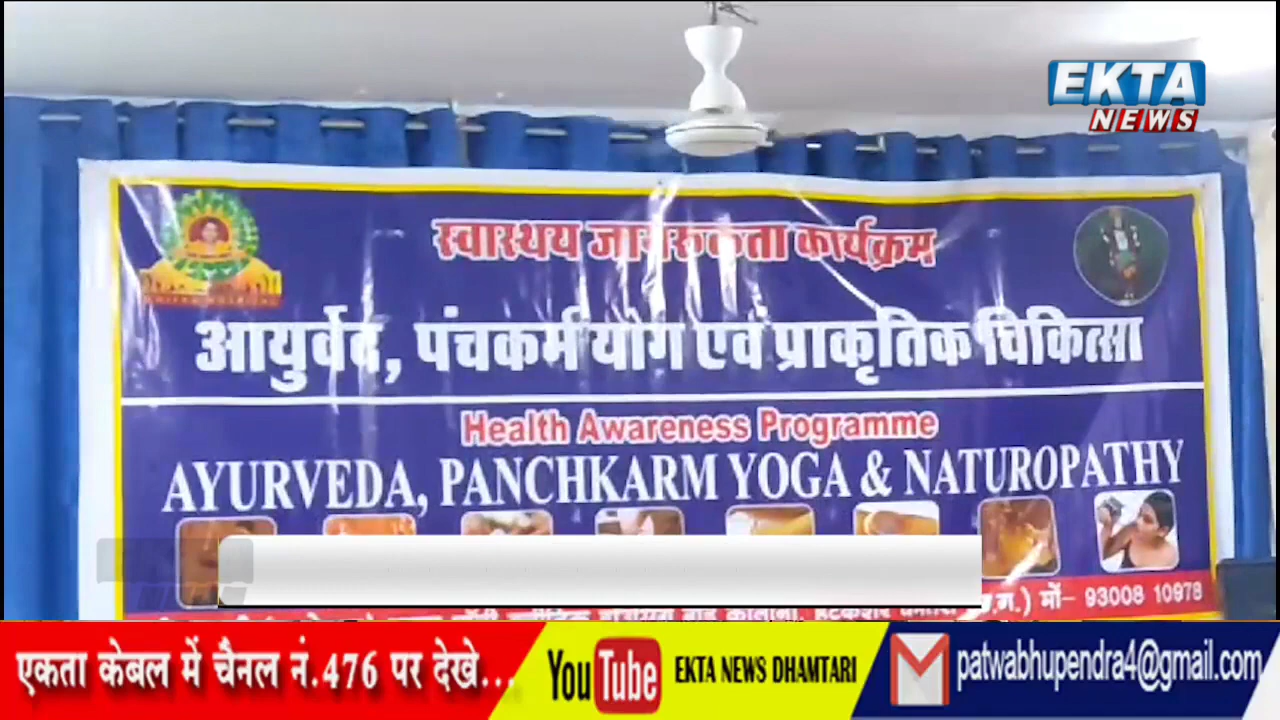 EKTA
NEWS
स्वास्थय जागरूकता कार्यक्रम
आयुर्वेद, पंचकर्म योग एवं प्राकृतिक चिकित्सा
Health Awareness Programme
AYURVEDA, PANCHKARM YOGA & NATUROPATHY
मों- 93008 10978
एकता केबल में चैनल नं.476 पर देखे...
YouTube
EKTA NEWS DHAMTARI
patwabhupendra4@gmail.com